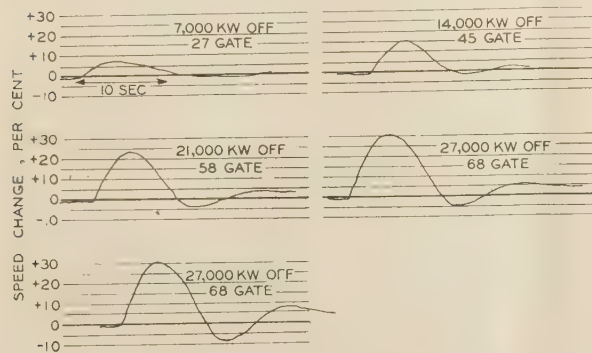 SPEED CHANGE, PER CENT
+30
+20
+10
0
-10
7,000 KW OFF
27 GATE
10 SEC
14,000 KW OFF
45 GATE
+30
+20
+10
0
-.0
21,000 KW OFF
58 GATE
27,000 KW OFF
68 GATE
+30
+20
+10
0
-10
27,000 KW OFF
68 GATE